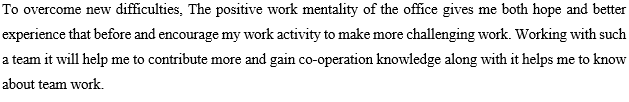 To overcome new difficulties, The positive work mentality of the office gives me both hope and better
experience that before and encourage my work activity to make more challenging work. Working with such
a team it will help me to contribute more and gain co-operation knowledge along with it helps me to know
about team work.